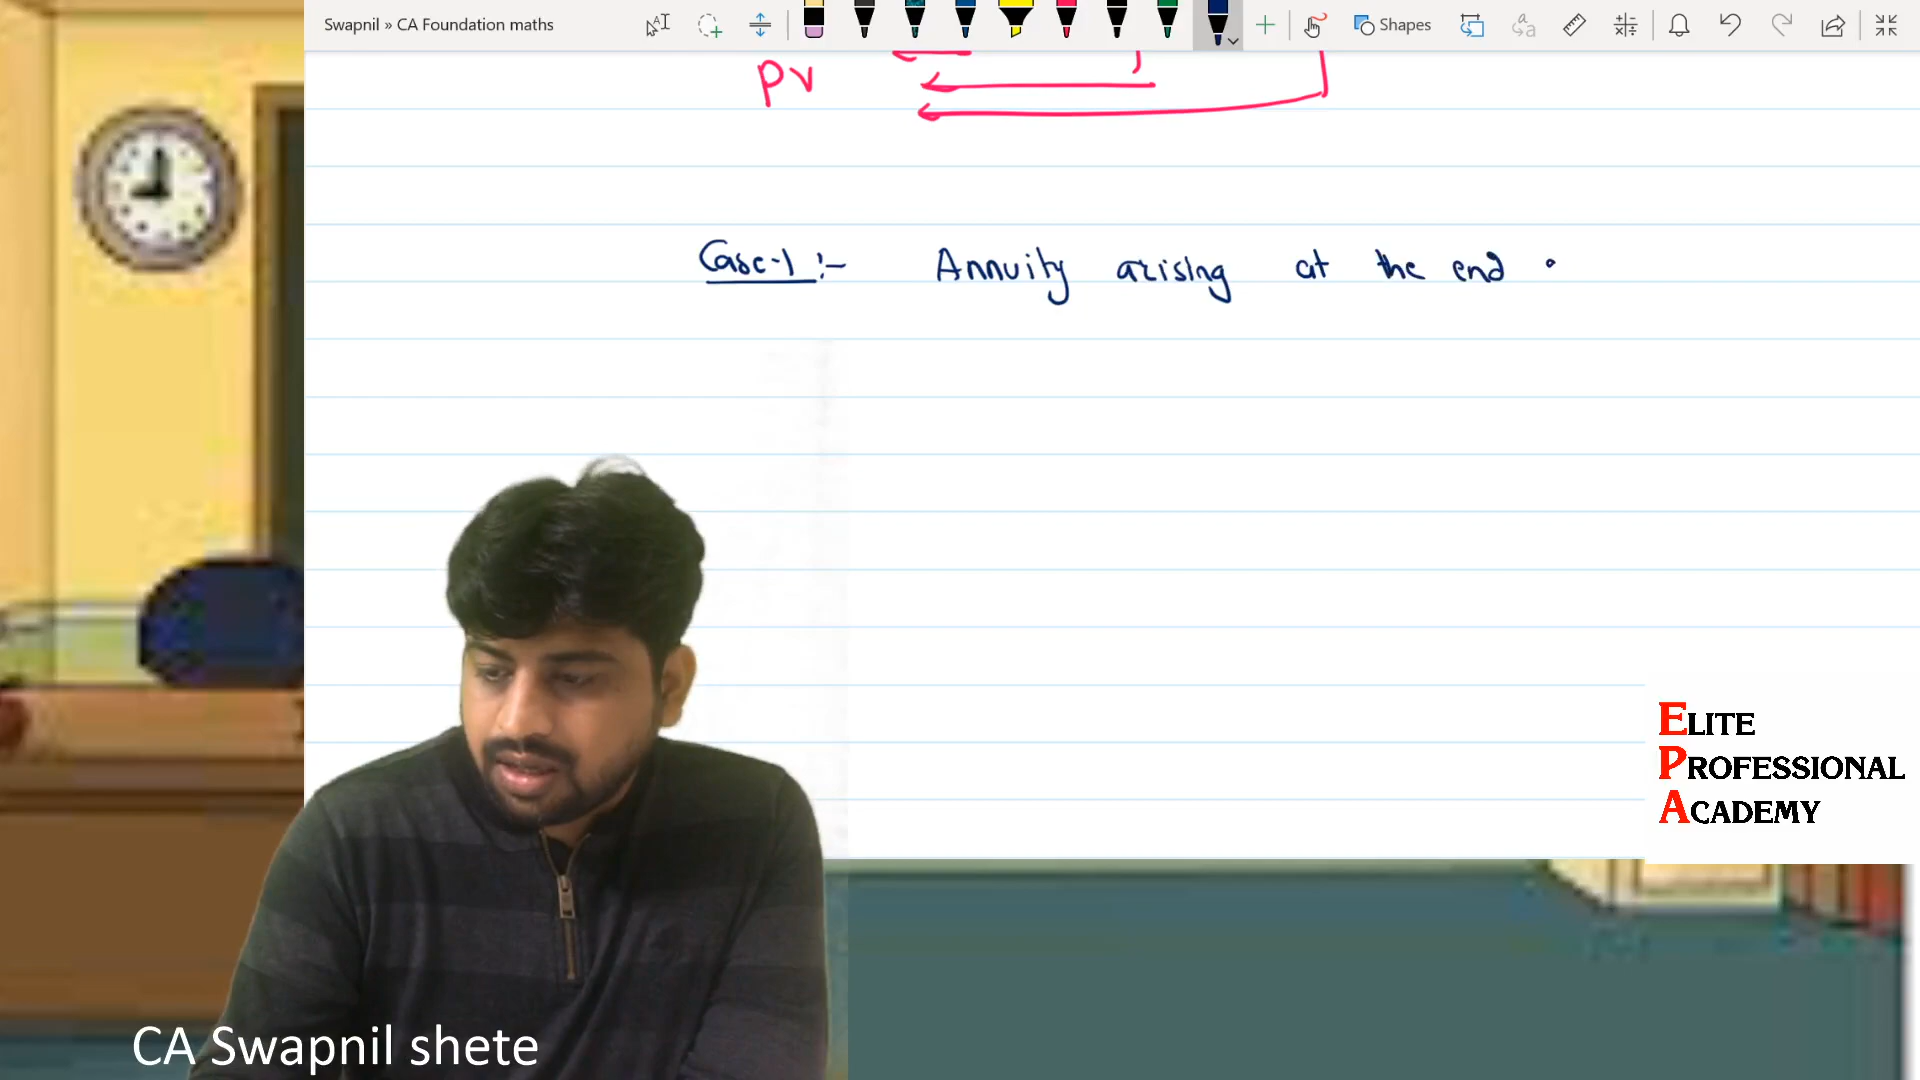 Swapnil » CA Foundation maths
Shapes
PV
Case-1 :- Annuity arising at the end
ELITE
PROFESSIONAL
ACADEMY
CA Swapnil shete